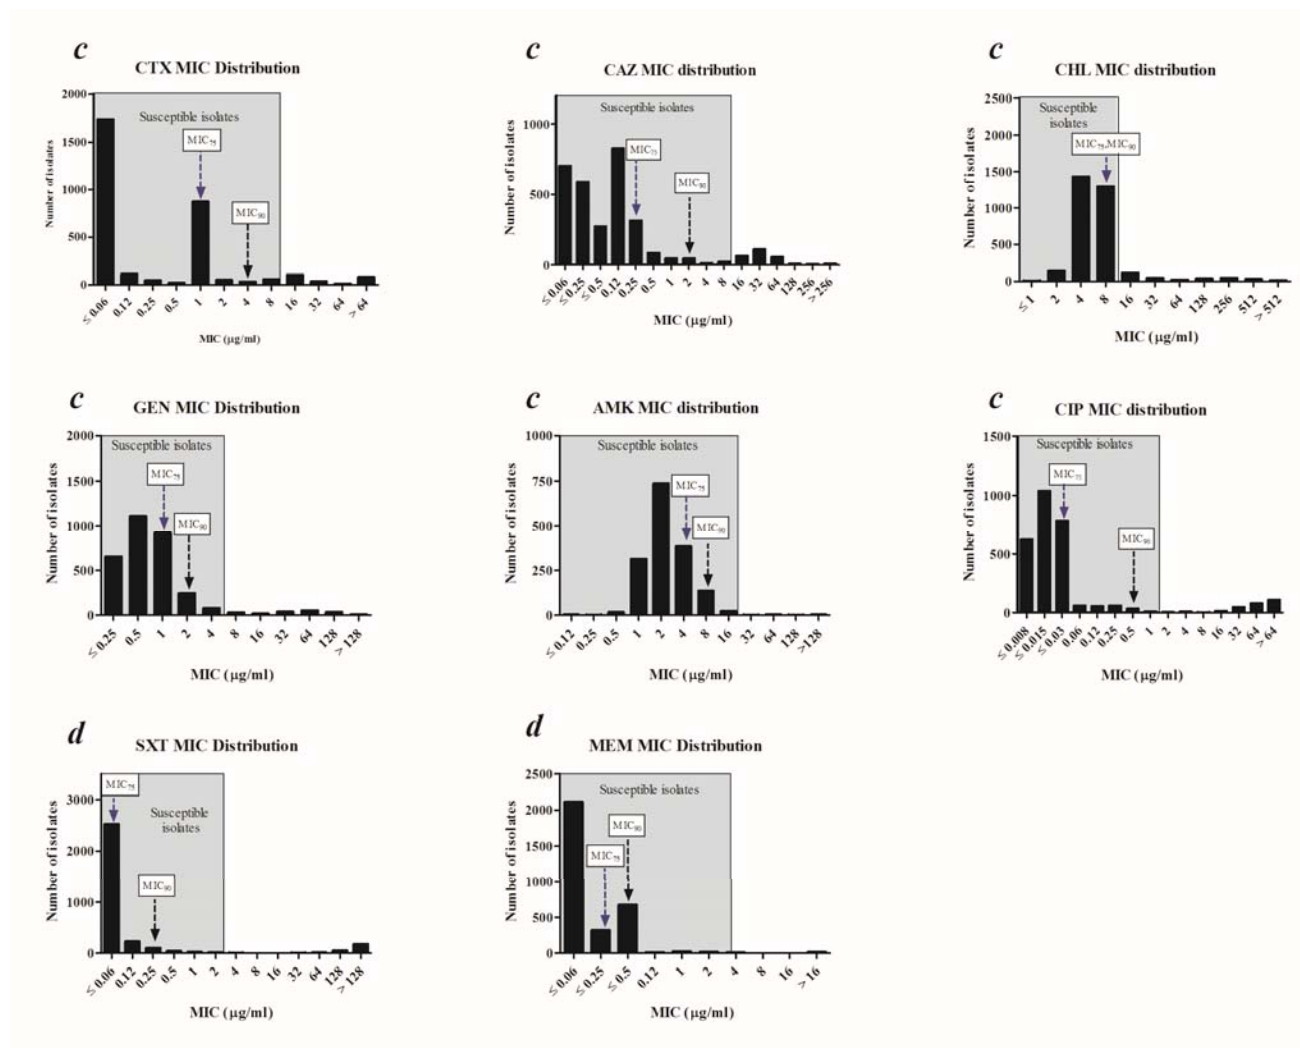 c
CTX MIC Distribution
2000
1500
1000
500
0
Number of isolates
Susceptible isolates
MIC75
MIC90
≤ 0.06 0.12 0.25 0.5 1 2 4 8 16 32 64 > 64
MIC (µg/ml)
c
CAZ MIC distribution
1000
500
0
Number of isolates
Susceptible isolates
MIC75
MIC90
≤ 0.06 ≤ 0.25 ≤ 0.5 0.12 0.25 0.5 1 2 4 8 16 32 64 128 256 > 256
MIC (µg/ml)
c
CHL MIC distribution
2500
2000
1500
1000
500
0
Number of isolates
Susceptible
isolates
MIC75,MIC90
≤ 1 2 4 8 16 32 64 128 256 512 > 512
MIC (µg/ml)
c
GEN MIC Distribution
2000
1500
1000
500
0
Number of isolates
Susceptible isolates
MIC75
MIC90
≤ 0.25 0.5 1 2 4 8 16 32 64 128 > 128
MIC (µg/ml)
c
AMK MIC distribution
1000
750
500
250
0
Number of isolates
Susceptible isolates
MIC75
MIC90
≤ 0.12 0.25 0.5 1 2 4 8 16 32 64 128 > 128
MIC (µg/ml)
c
CIP MIC distribution
1500
1000
500
0
Number of isolates
Susceptible isolates
MIC75
MIC90
≤ 0.008 ≤ 0.015 ≤ 0.03 0.06 0.12 0.25 0.5 1 2 4 8 16 32 64 > 64
MIC (µg/ml)
d
SXT MIC Distribution
3000
2000
1000
0
Number of isolates
MIC75
Susceptible
isolates
MIC90
≤ 0.06 0.12 0.25 0.5 1 2 4 8 16 32 64 128 > 128
MIC (µg/ml)
d
MEM MIC Distribution
2500
2000
1500
1000
500
0
Number of isolates
Susceptible isolates
MIC90
MIC75
≤ 0.06 ≤ 0.25 ≤ 0.5 0.12 1 2 4 8 16 > 16
MIC (µg/ml)